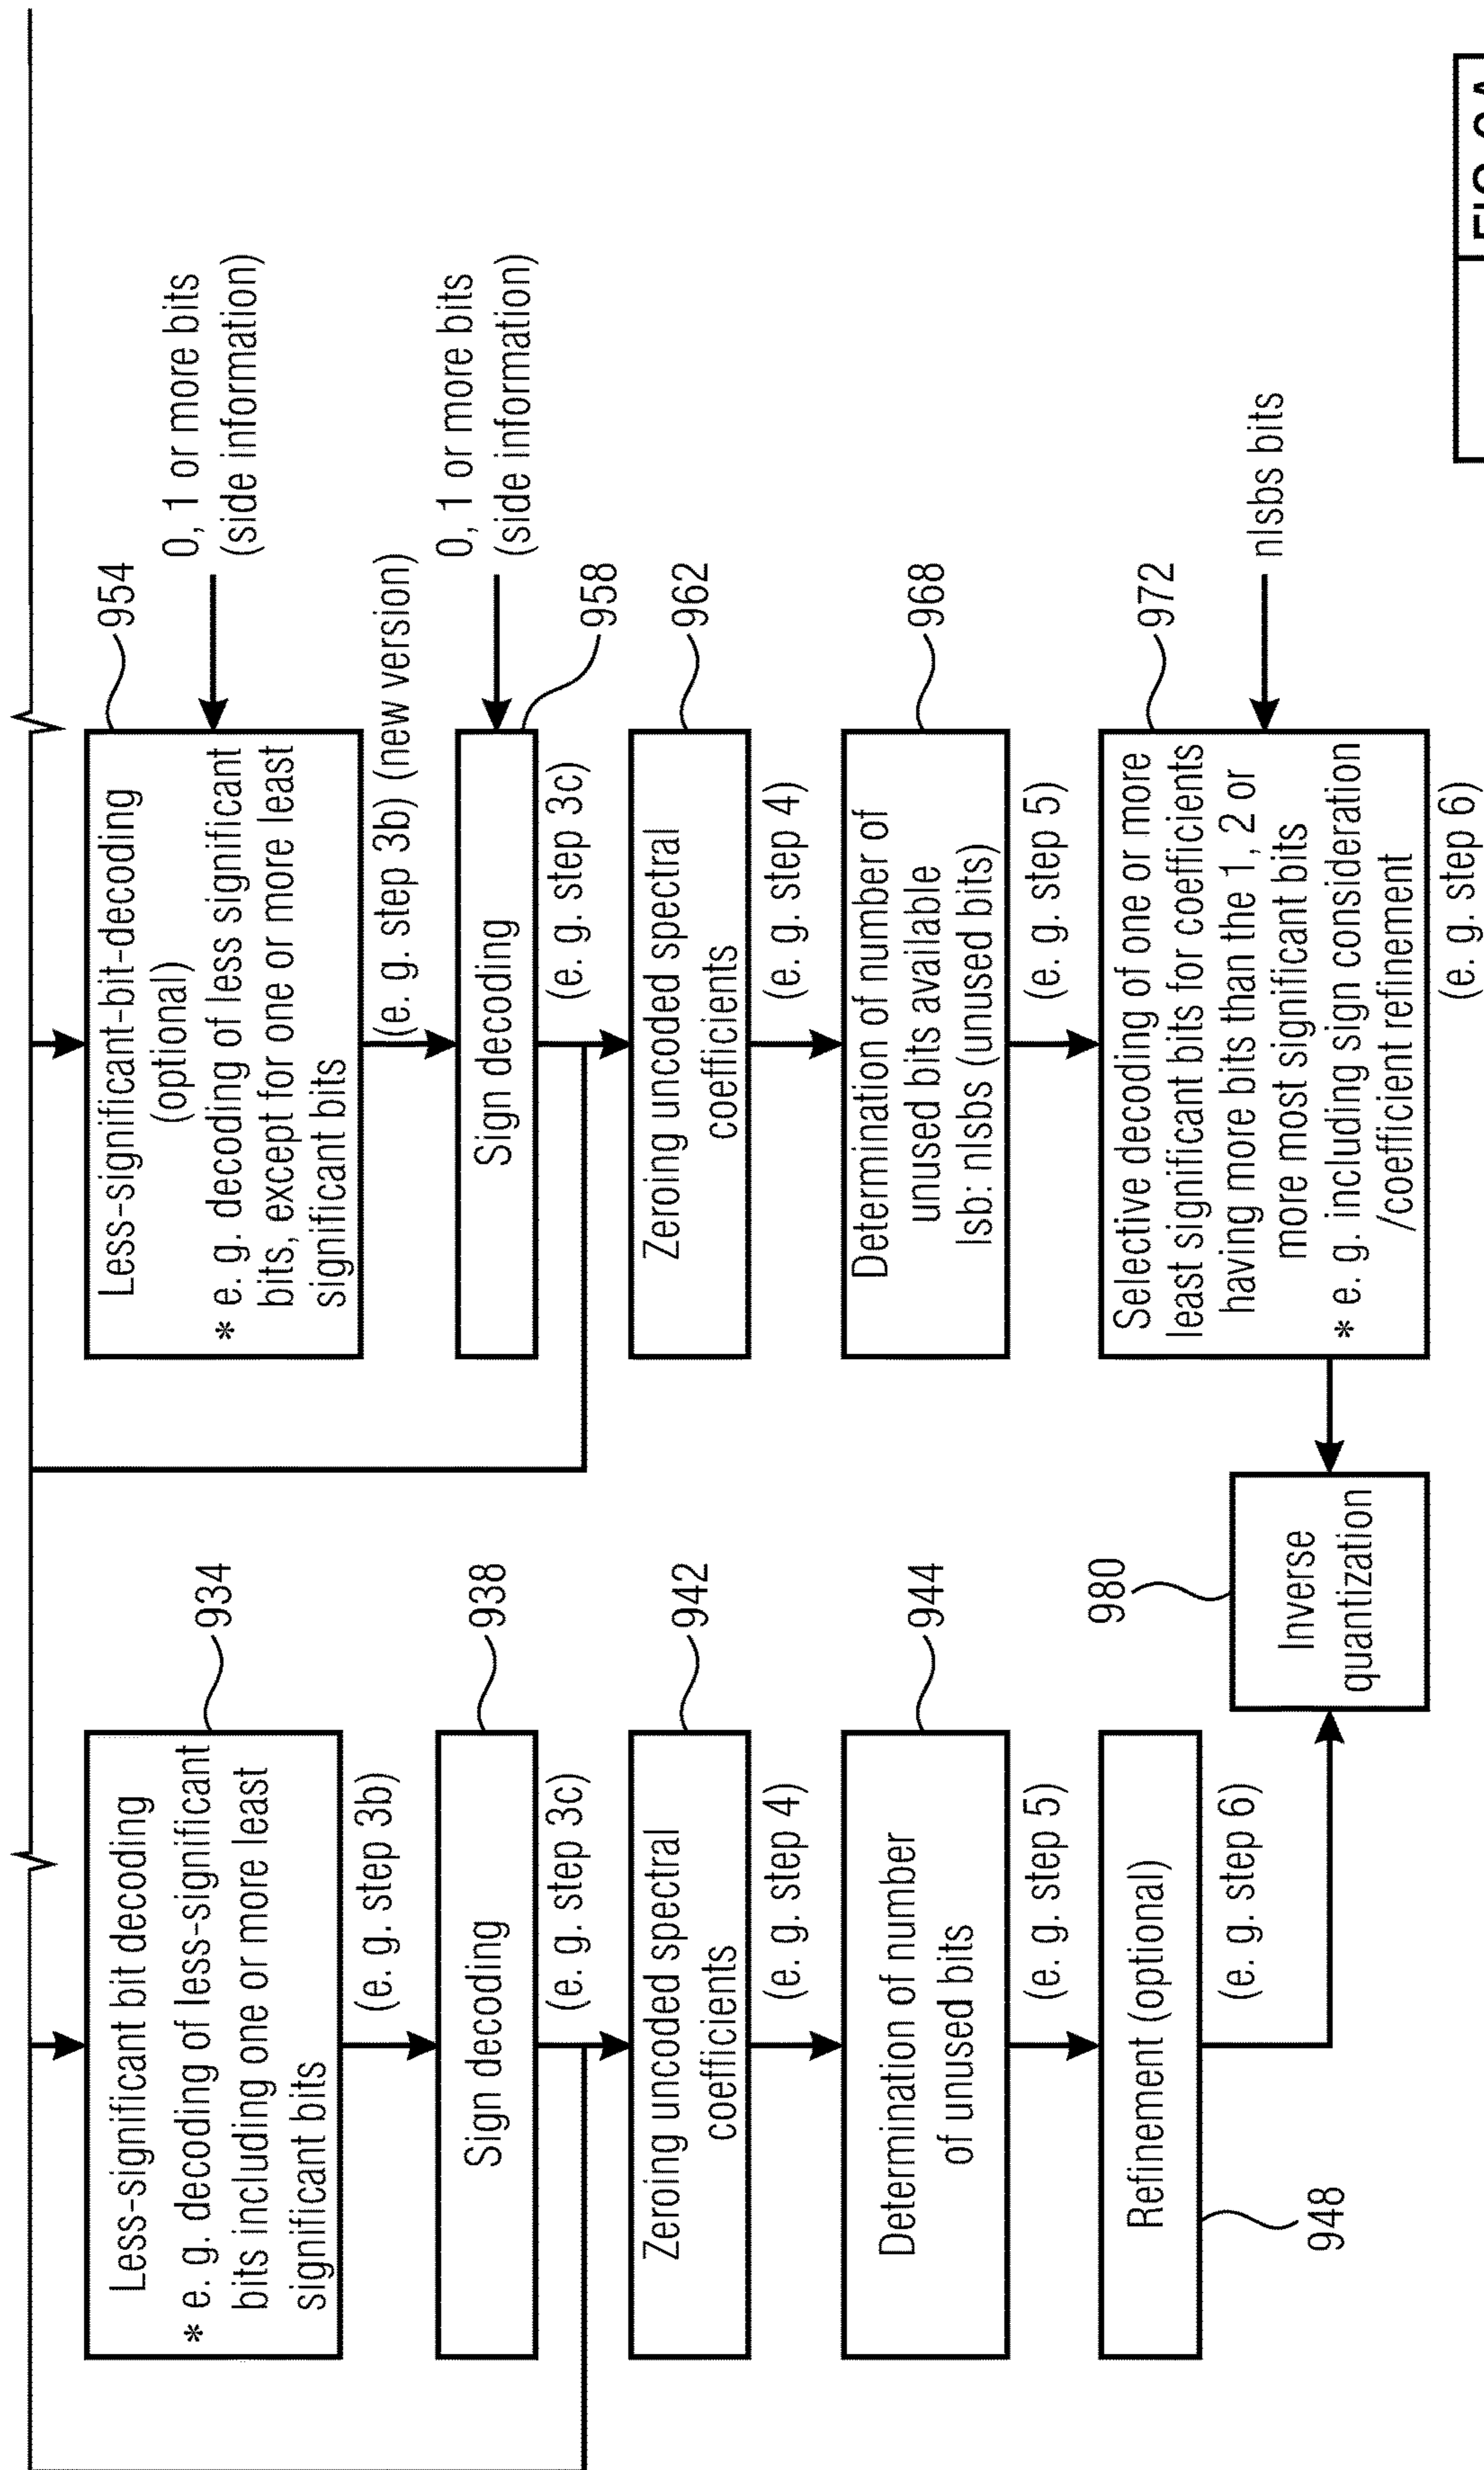 Less-significant bit decoding
* e. g. decoding of less-significant
bits including one or more least
significant bits
934
(e. g. step 3b)
Sign decoding
938
(e. g. step 3c)
Zeroing uncoded spectral
coefficients
942
(e. g. step 4)
Determination of number
of unused bits
944
(e. g. step 5)
Refinement (optional)
948
(e. g. step 6)
Inverse
quantization
980
Less-significant-bit-decoding
(optional)
* e. g. decoding of less significant
bits, except for one or more least
significant bits
954
0, 1 or more bits
(side information)
(e. g. step 3b) (new version)
Sign decoding
958
0, 1 or more bits
(side information)
(e. g. step 3c)
Zeroing uncoded spectral
coefficients
962
(e. g. step 4)
Determination of number of
unused bits available
lsb: nlsbs (unused bits)
968
(e. g. step 5)
Selective decoding of one or more
least significant bits for coefficients
having more bits than the 1, 2 or
more most significant bits
* e. g. including sign consideration
/coefficient refinement
972
nlsbs bits
(e. g. step 6)